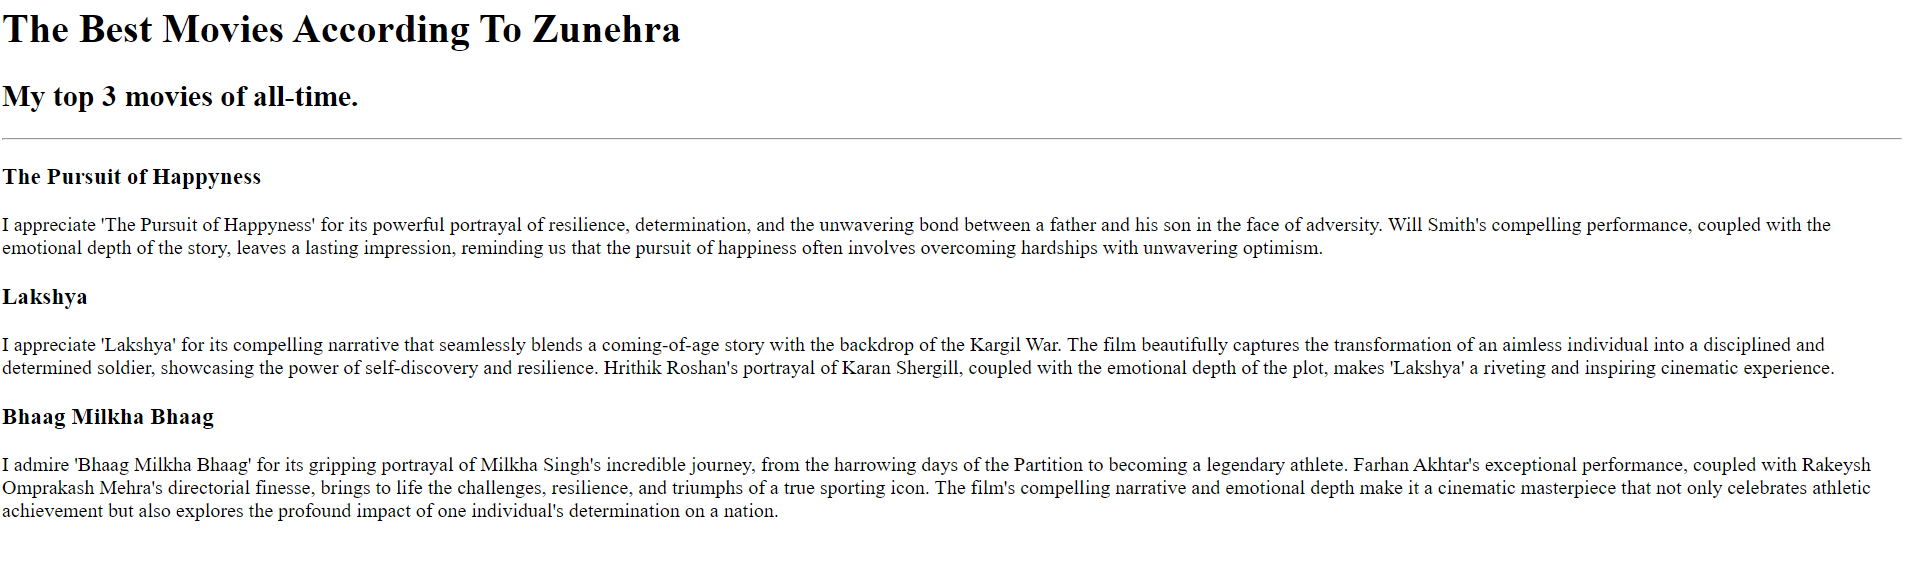 The Best Movies According To Zunehra
My top 3 movies of all-time.
The Pursuit of Happyness
I appreciate 'The Pursuit of Happyness' for its powerful portrayal of resilience, determination, and the unwavering bond between a father and his son in the face of adversity. Will Smith's compelling performance, coupled with the
emotional depth of the story, leaves a lasting impression, reminding us that the pursuit of happiness often involves overcoming hardships with unwavering optimism.
Lakshya
I appreciate 'Lakshya' for its compelling narrative that seamlessly blends a coming-of-age story with the backdrop of the Kargil War. The film beautifully captures the transformation of an aimless individual into a disciplined and
determined soldier, showcasing the power of self-discovery and resilience. Hrithik Roshan's portrayal of Karan Shergill, coupled with the emotional depth of the plot, makes 'Lakshya' a riveting and inspiring cinematic experience.
Bhaag Milkha Bhaag
I admire 'Bhaag Milkha Bhaag' for its gripping portrayal of Milkha Singh's incredible journey, from the harrowing days of the Partition to becoming a legendary athlete. Farhan Akhtar's exceptional performance, coupled with Rakeysh
Omprakash Mehra's directorial finesse, brings to life the challenges, resilience, and triumphs of a true sporting icon. The film's compelling narrative and emotional depth make it a cinematic masterpiece that not only celebrates athletic
achievement but also explores the profound impact of one individual's determination on a nation.